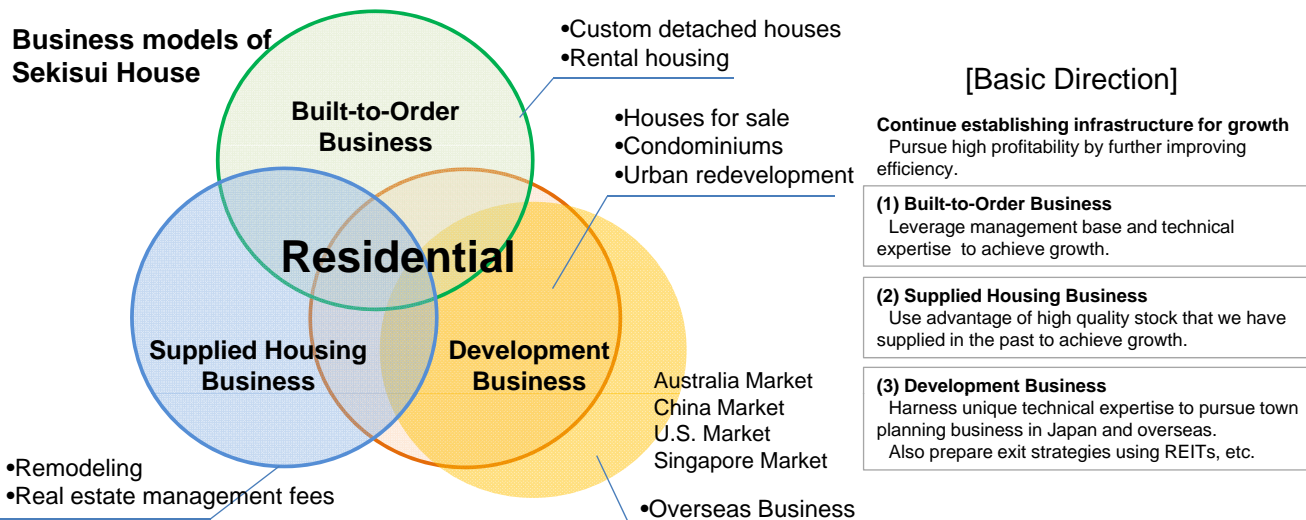 Business models of
Sekisui House
•Custom detached houses
•Rental housing
Built-to-Order
Business
•Houses for sale
•Condominiums
•Urban redevelopment
Residential
Supplied Housing
Business
Development
Business
Australia Market
China Market
U.S. Market
Singapore Market
•Remodeling
•Real estate management fees
•Overseas Business
[Basic Direction]
Continue establishing infrastructure for growth
Pursue high profitability by further improving
efficiency.
(1) Built-to-Order Business
Leverage management base and technical
expertise to achieve growth.
(2) Supplied Housing Business
Use advantage of high quality stock that we have
supplied in the past to achieve growth.
(3) Development Business
Harness unique technical expertise to pursue town
planning business in Japan and overseas.
Also prepare exit strategies using REITs, etc.